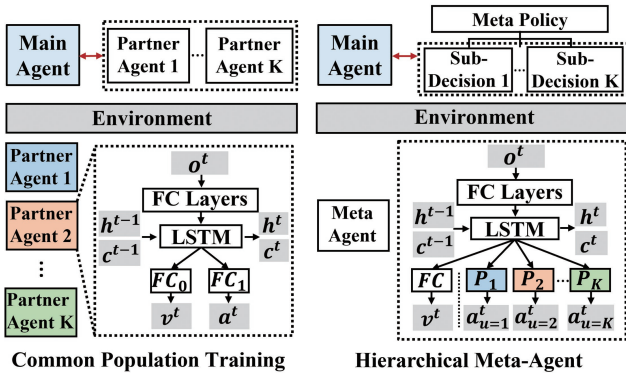 Main
Agent
Partner
Agent 1
...
Partner
Agent K
Environment
Partner
Agent 1
Partner
Agent 2
⋮
Partner
Agent K
o^t
FC Layers
h^{t-1}
c^{t-1}
LSTM
h^t
c^t
FC_0
FC_1
v^t
a^t
Common Population Training
Main
Agent
Meta Policy
Sub-
Decision 1
...
Sub-
Decision K
Environment
Meta
Agent
o^t
FC Layers
h^{t-1}
c^{t-1}
LSTM
h^t
c^t
FC
P_1
P_2
...
P_K
v^t
a^t_{u=1}
a^t_{u=2}
a^t_{u=K}
Hierarchical Meta-Agent